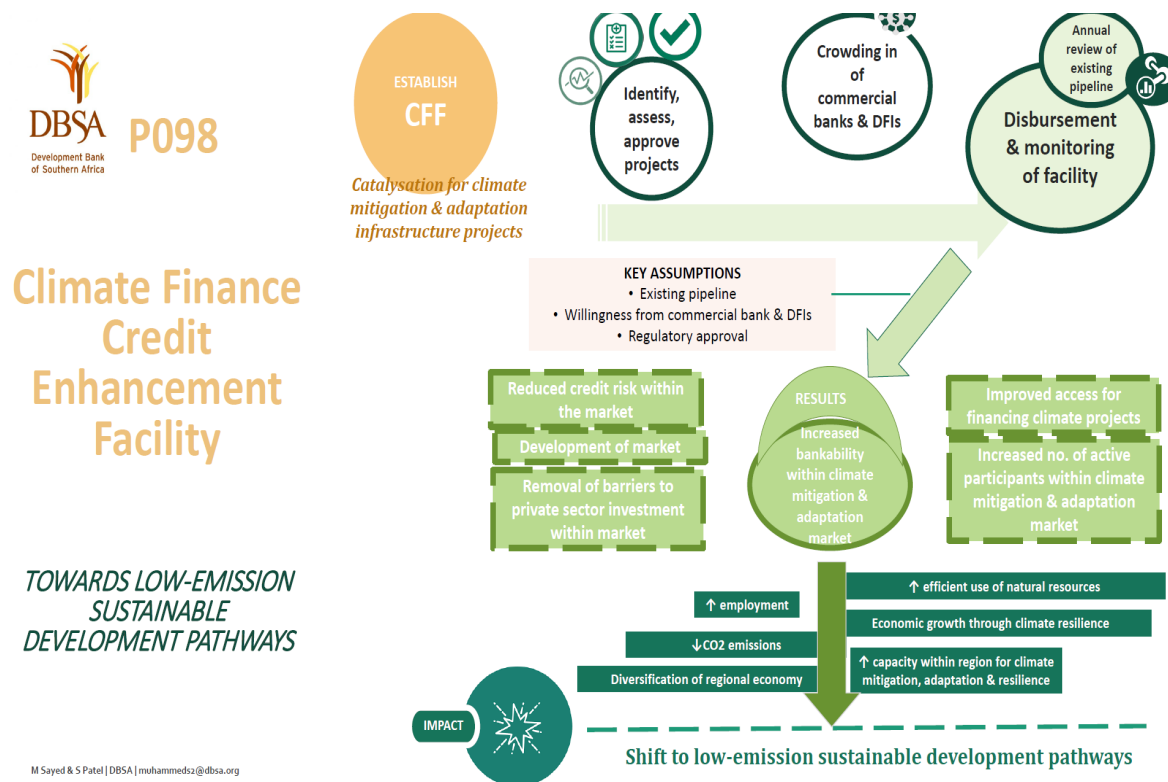 DBSA
Development Bank
of Southern Africa
P098
Climate Finance
Credit
Enhancement
Facility
TOWARDS LOW-EMISSION
SUSTAINABLE
DEVELOPMENT PATHWAYS
M Sayed & S Patel | DBSA | muhammeds2@dbsa.org
ESTABLISH
CFF
Catalysation for climate
mitigation & adaptation
infrastructure projects
Identify,
assess,
approve
projects
$
Crowding in
of
commercial
banks & DFIs
Annual
review of
existing
pipeline
Disbursement
& monitoring
of facility
KEY ASSUMPTIONS
• Existing pipeline
• Willingness from commercial bank & DFIs
• Regulatory approval
Reduced credit risk within
the market
Development of market
Removal of barriers to
private sector investment
within market
RESULTS
Increased
bankability
within climate
mitigation &
adaptation
market
Improved access for
financing climate projects
Increased no. of active
participants within climate
mitigation & adaptation
market
↑ employment
↓CO2 emissions
Diversification of regional economy
↑ efficient use of natural resources
Economic growth through climate resilience
↑ capacity within region for climate
mitigation, adaptation & resilience
IMPACT
Shift to low-emission sustainable development pathways